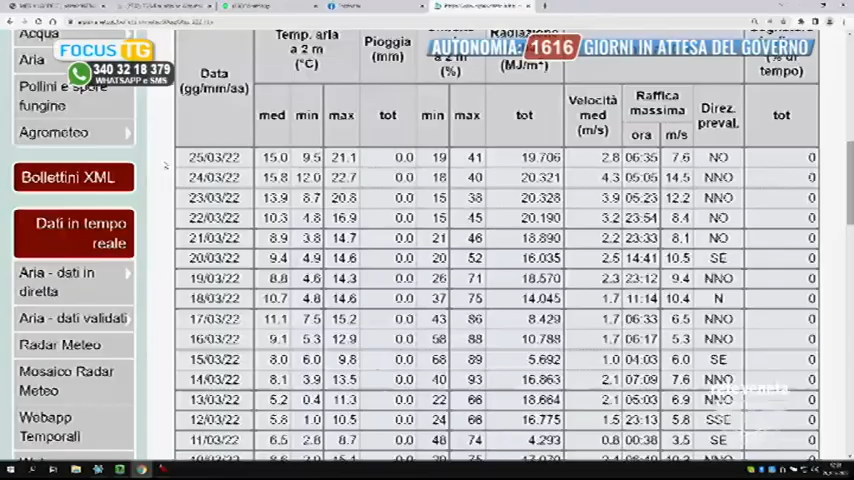 Acqua
Aria
Pollini e spore
fungine
Agrometeo
Bollettini XML
Dati in tempo
reale
Aria - dati in
diretta
Aria - dati validati
Radar Meteo
Mosaico Radar
Meteo
Webapp
Temporali
FOCUS TG
340 32 18 379
WHATSAPP e SMS
AUTONOMIA: 1616 GIORNI IN ATTESA DEL GOVERNO
Data
(gg/mm/aa)
Temp. aria
a 2 m
(°C)
Pioggia
(mm)
a 2 m
(%)
Radiazione
(MJ/m²)
(% di
tempo)
Velocità
med
(m/s)
Raffica
massima
Direz.
preval.
med min max tot min max tot ora m/s tot
25/03/22 15.0 9.5 21.1 0.0 19 41 19.706 2.8 06:35 7.6 NO 0
24/03/22 15.8 12.0 22.7 0.0 18 40 20.321 4.3 05:05 14.5 NNO 0
23/03/22 13.9 8.7 20.8 0.0 15 38 20.328 3.9 05:23 12.2 NNO 0
22/03/22 10.3 4.8 16.9 0.0 15 45 20.190 3.2 23:54 8.4 NO 0
21/03/22 8.9 3.8 14.7 0.0 21 46 18.890 2.2 23:33 8.1 NO 0
20/03/22 9.4 4.9 14.6 0.0 20 52 16.035 2.5 14:41 10.5 SE 0
19/03/22 8.8 4.6 14.3 0.0 26 71 18.570 2.3 23:12 9.4 NNO 0
18/03/22 10.7 4.8 14.6 0.0 37 75 14.045 1.7 11:14 10.4 N 0
17/03/22 11.1 7.5 15.2 0.0 43 86 8.429 1.7 06:33 6.5 NNO 0
16/03/22 9.1 5.3 12.9 0.0 58 88 10.788 1.7 06:17 5.3 NNO 0
15/03/22 8.0 6.0 9.8 0.0 68 89 5.692 1.0 04:03 6.0 SE 0
14/03/22 8.1 3.9 13.5 0.0 40 93 16.863 2.1 07:09 7.6 NNO 0
13/03/22 5.2 0.4 11.3 0.0 22 66 18.664 2.1 05:03 6.9 NNO 0
12/03/22 5.8 1.0 10.5 0.0 24 66 16.775 1.5 23:13 5.8 SSE 0
11/03/22 6.5 2.8 8.7 0.0 48 74 4.293 0.8 00:38 3.5 SE 0
reteveneta